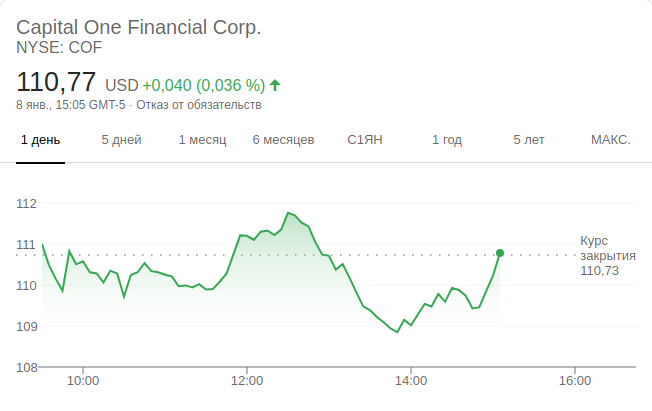 Capital One Financial Corp.
NYSE: COF
110,77 USD +0,040 (0,036 %)
8 янв., 15:05 GMT-5 · Отказ от обязательств
1 день 5 дней 1 месяц 6 месяцев С1ЯН 1 год 5 лет МАКС.
112
111
110
109
108
Курс
закрытия
110,73
10:00 12:00 14:00 16:00